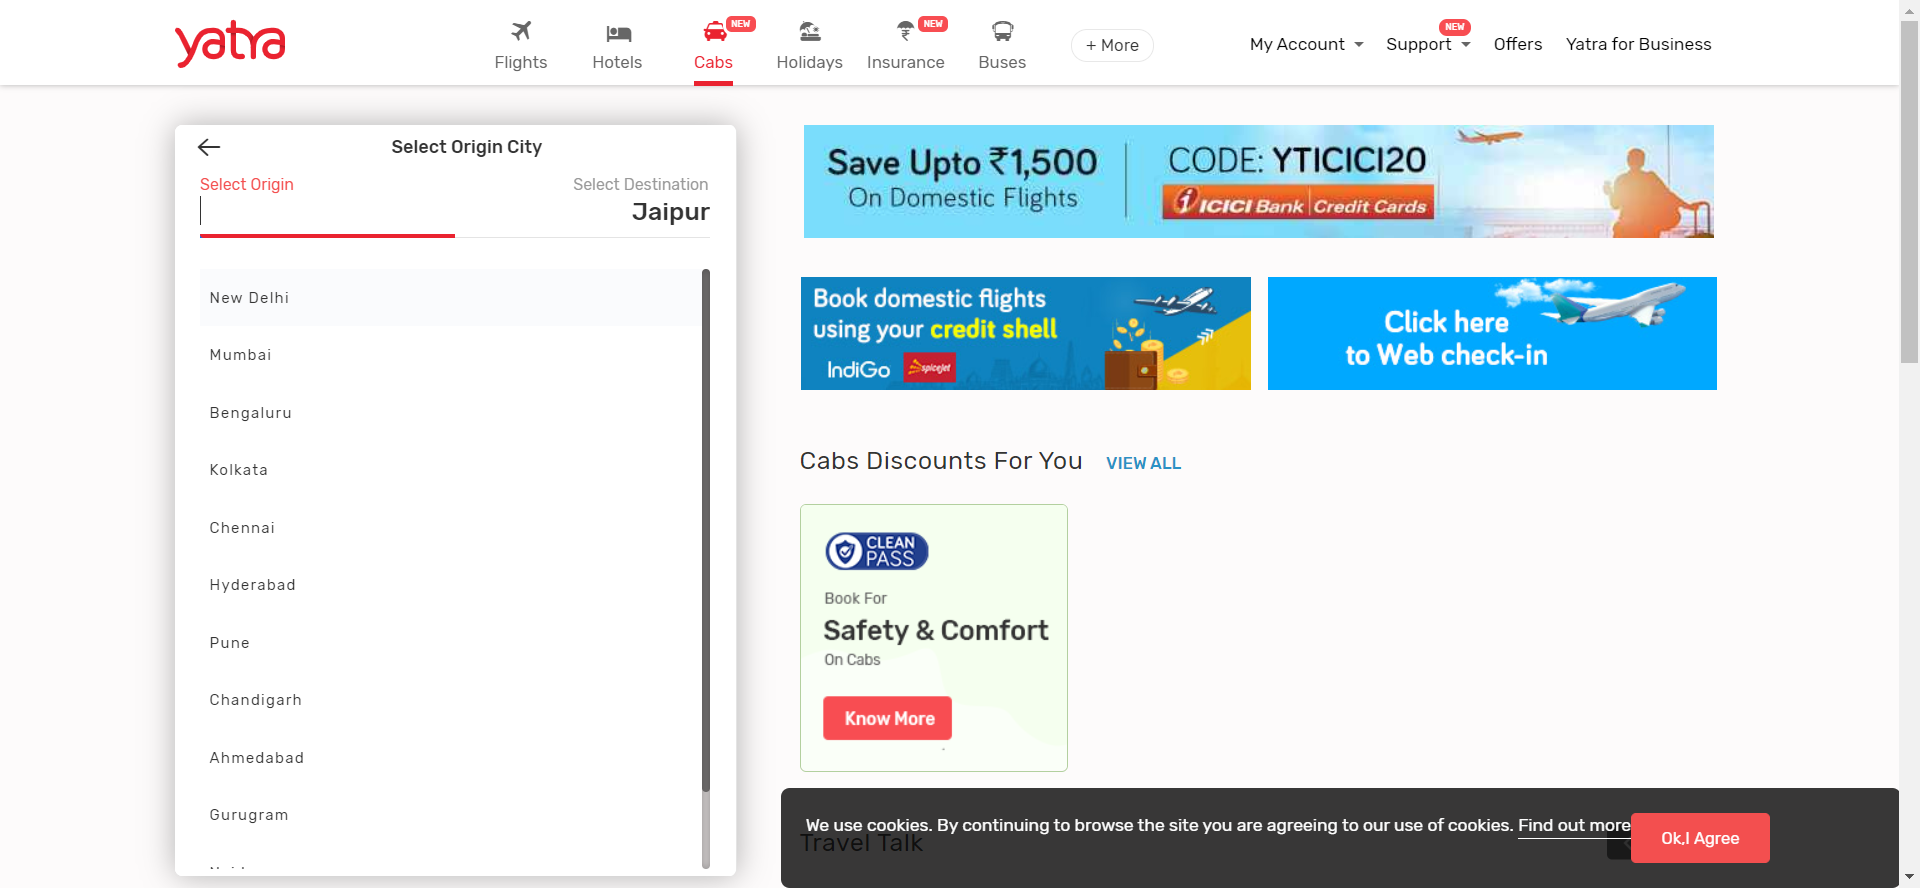 yatra
Flights
Hotels
NEW
Cabs
Holidays
NEW
Insurance
Buses
+ More
My Account
NEW
Support
Offers
Yatra for Business
Select Origin City
Select Origin
Select Destination
Jaipur
New Delhi
Mumbai
Bengaluru
Kolkata
Chennai
Hyderabad
Pune
Chandigarh
Ahmedabad
Gurugram
Save Upto ₹1,500
On Domestic Flights
CODE: YTICICI20
ICICI Bank | Credit Cards
Book domestic flights
using your credit shell
IndiGo
spicejet
Click here
to Web check-in
Cabs Discounts For You
VIEW ALL
CLEAN
PASS
Book For
Safety & Comfort
On Cabs
Know More
We use cookies. By continuing to browse the site you are agreeing to our use of cookies. Find out more
Ok,I Agree
Travel Talk